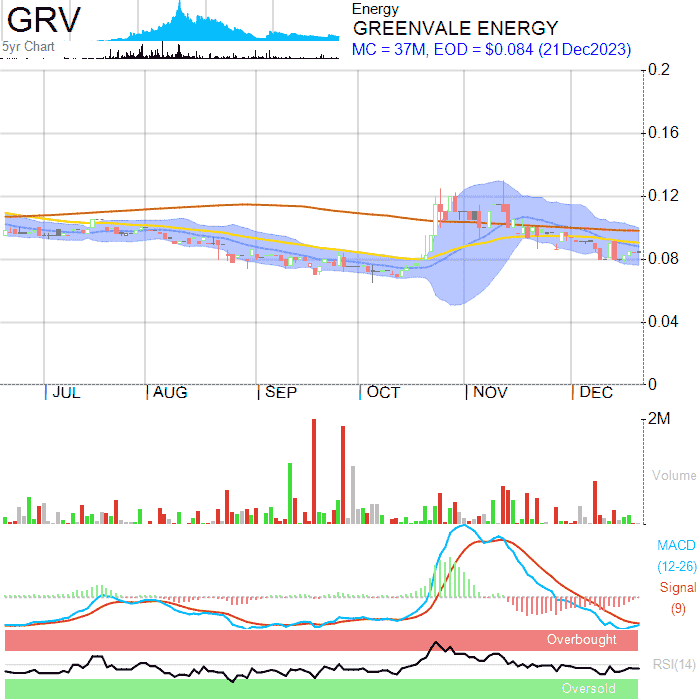 GRV
5yr Chart
Energy
GREENVALE ENERGY
MC = 37M, EOD = $0.084 (21Dec2023)
0.2
0.16
0.12
0.08
0.04
0
JUL AUG SEP OCT NOV DEC
2M
Volume
MACD
(12-26)
Signal
(9)
Overbought
RSI(14)
Oversold